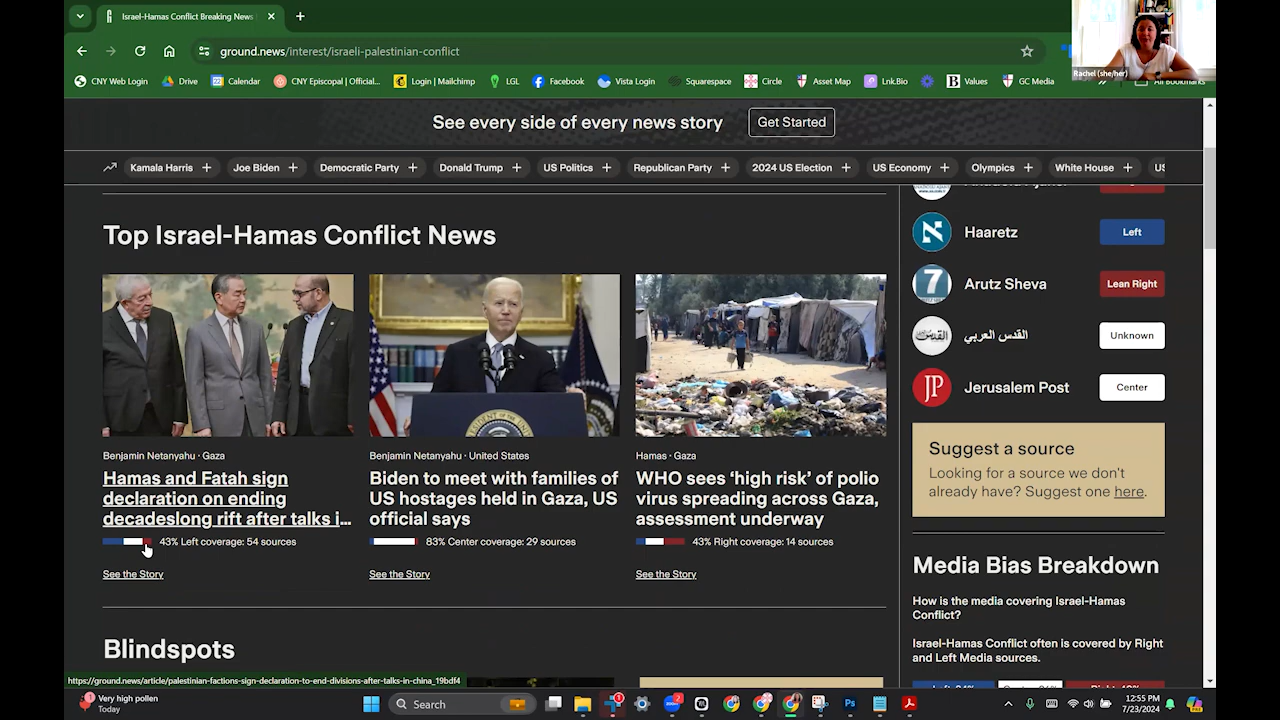 Israel-Hamas Conflict Breaking News
ground.news/interest/israeli-palestinian-conflict
CNY Web Login Drive Calendar CNY Episcopal | Official... Login | Mailchimp LGL Facebook Vista Login Squarespace Circle Asset Map Lnk.Bio Values GC Media All Bookmarks
Rachel (she/her)
See every side of every news story Get Started
Kamala Harris + Joe Biden + Democratic Party + Donald Trump + US Politics + Republican Party + 2024 US Election + US Economy + Olympics + White House + US
Top Israel-Hamas Conflict News
Benjamin Netanyahu · Gaza
Hamas and Fatah sign
declaration on ending
decadeslong rift after talks i...
43% Left coverage: 54 sources
See the Story
Benjamin Netanyahu · United States
Biden to meet with families of
US hostages held in Gaza, US
official says
83% Center coverage: 29 sources
See the Story
Hamas · Gaza
WHO sees ‘high risk’ of polio
virus spreading across Gaza,
assessment underway
43% Right coverage: 14 sources
See the Story
Blindspots
Haaretz Left
7 Arutz Sheva Lean Right
القدس العربي Unknown
JP Jerusalem Post Center
Suggest a source
Looking for a source we don't
already have? Suggest one here.
Media Bias Breakdown
How is the media covering Israel-Hamas
Conflict?
Israel-Hamas Conflict often is covered by Right
and Left Media sources.
https://ground.news/article/palestinian-factions-sign-declaration-to-end-divisions-after-talks-in-china_19bdf4
Very high pollen
Today
Search
12:55 PM
7/23/2024